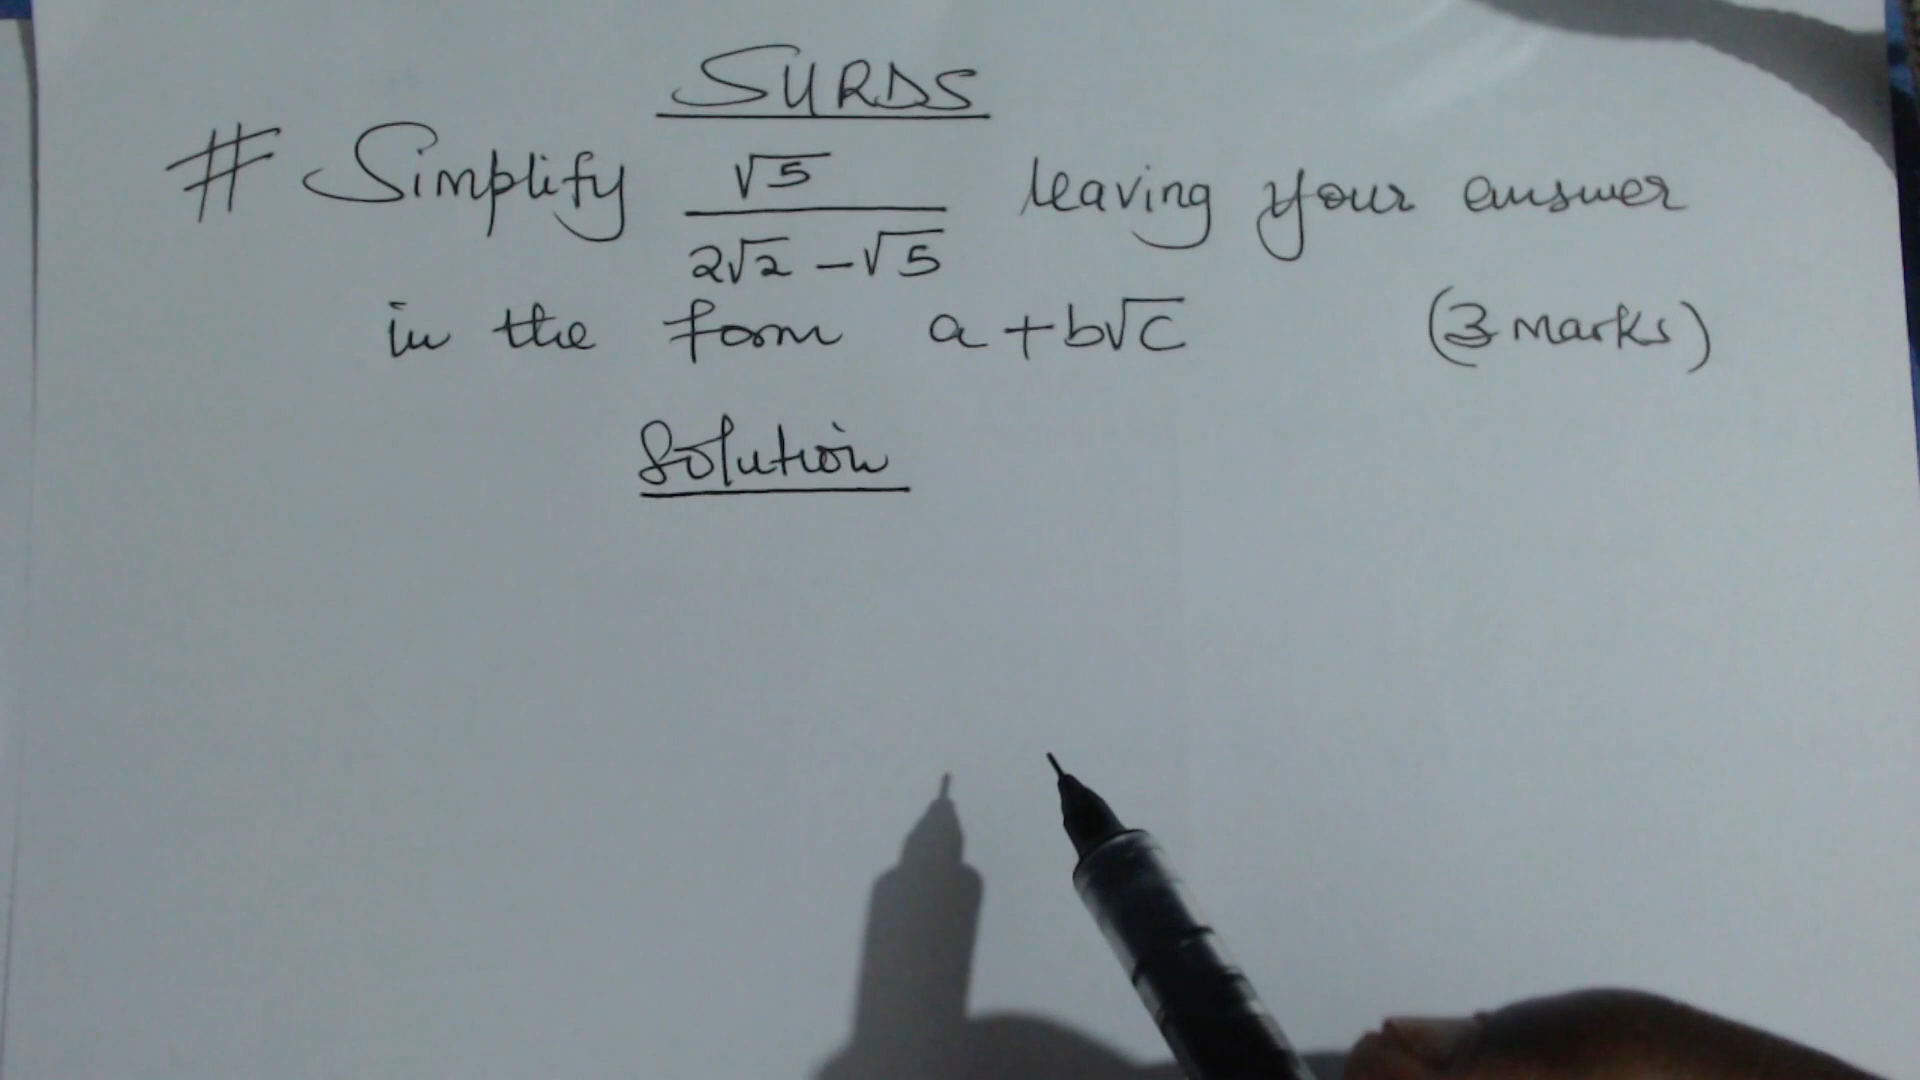 SURDS
# Simplify √5 / 2√2 - √5 leaving your answer
in the form a + b√c (3 marks)
Solution